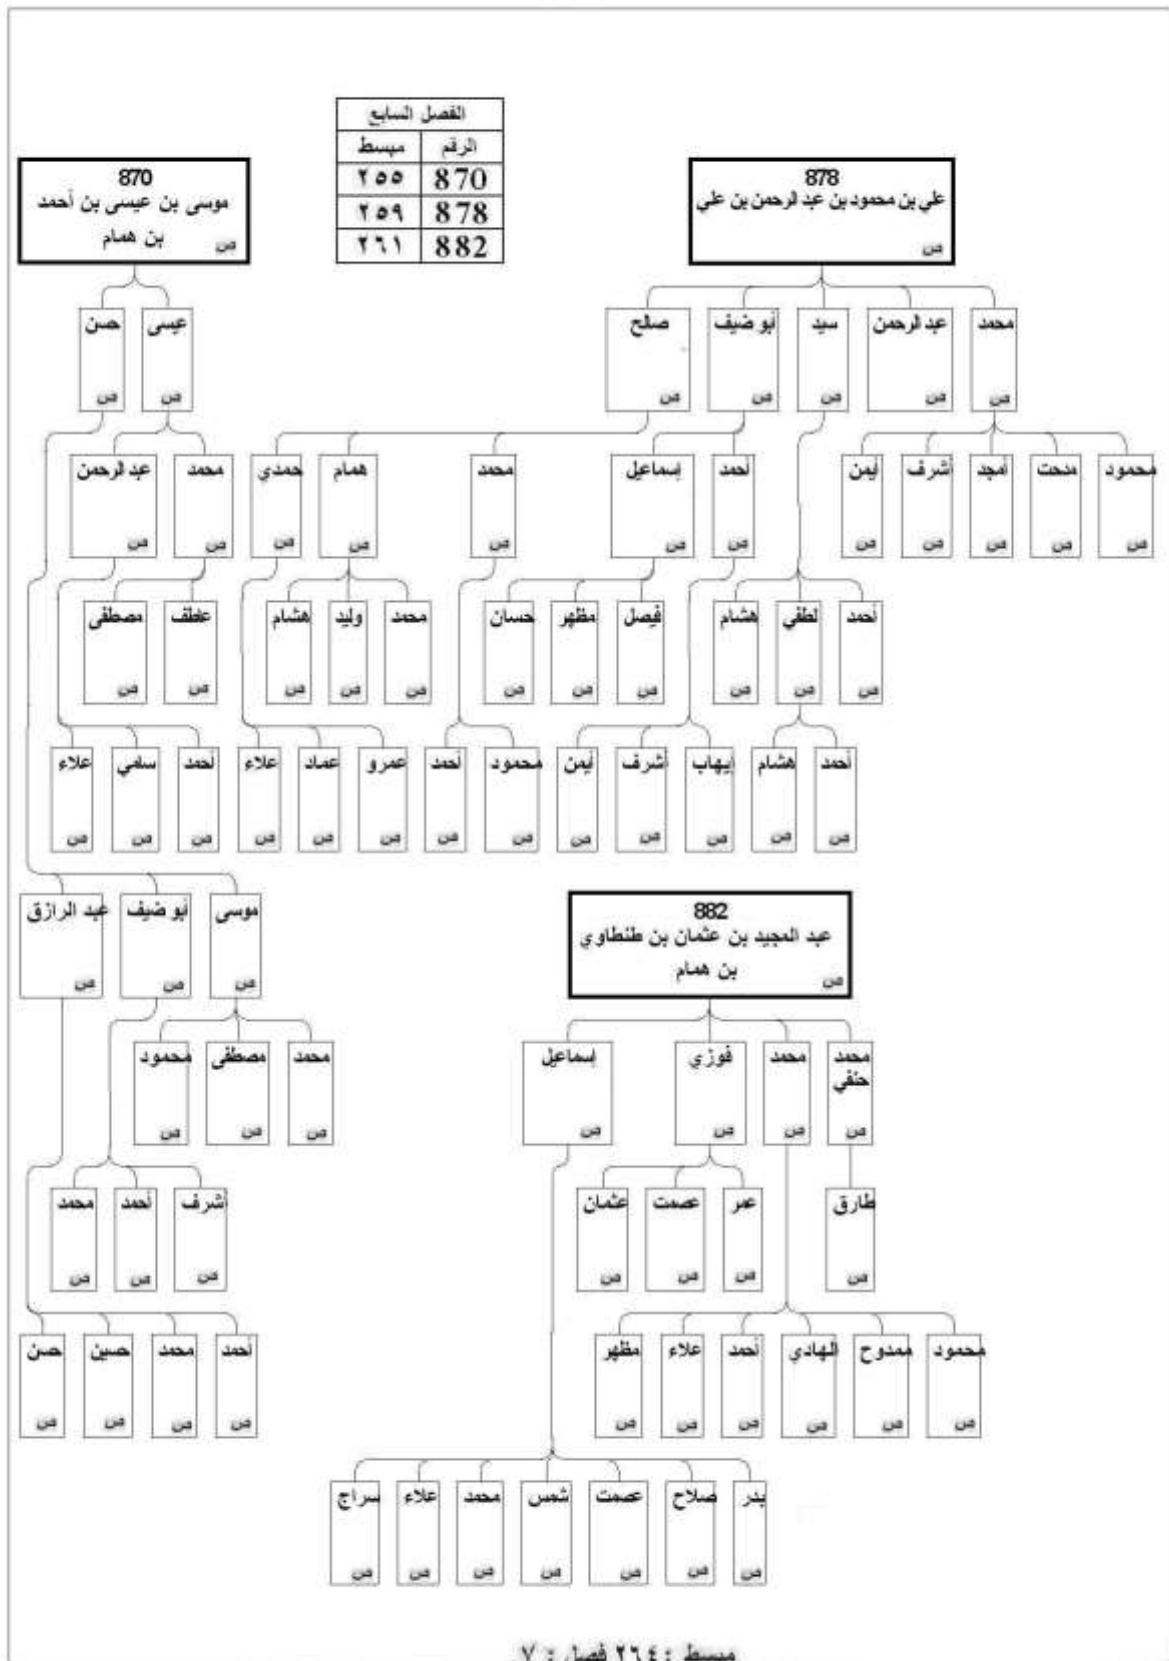 الفصل السابع
الرقم مبسط
870 ٢٥٥
878 ٢٥٩
882 ٢٦١
878
علي بن محمود بن عبد الرحمن بن علي
ص
870
موسى بن عيسى بن أحمد
بن همام
ص
محمد عبد الرحمن سيد أبو ضيف صالح عيسى حسن
ص ص ص ص ص ص ص
محمود مدحت أمجد أشرف أيمن أحمد إسماعيل محمد همام حمدي محمد عبد الرحمن
ص ص ص ص ص ص ص ص ص ص ص ص
أحمد لطفي هشام فيصل مظهر حسان محمد وليد هشام عاطف مصطفى
ص ص ص ص ص ص ص ص ص ص ص
أحمد هشام إيهاب أشرف أيمن محمود أحمد عمرو عماد علاء أحمد سامي علاء
ص ص ص ص ص ص ص ص ص ص ص ص ص
882
عبد المجيد بن عثمان بن طنطاوي
بن همام
ص
موسى أبو ضيف عبد الرازق
ص ص ص
محمد
حنفي
محمد فوزي إسماعيل محمد مصطفى محمود
ص ص ص ص ص ص ص
طارق عمر عصمت عثمان أشرف أحمد محمد
ص ص ص ص ص ص ص
محمود ممدوح الهادي أحمد علاء مظهر أحمد محمد حسين حسن
ص ص ص ص ص ص ص ص ص ص
بدر صلاح عصمت شمس محمد علاء سراج
ص ص ص ص ص ص ص
مبسط : ٢٦٤ فصل : ٧